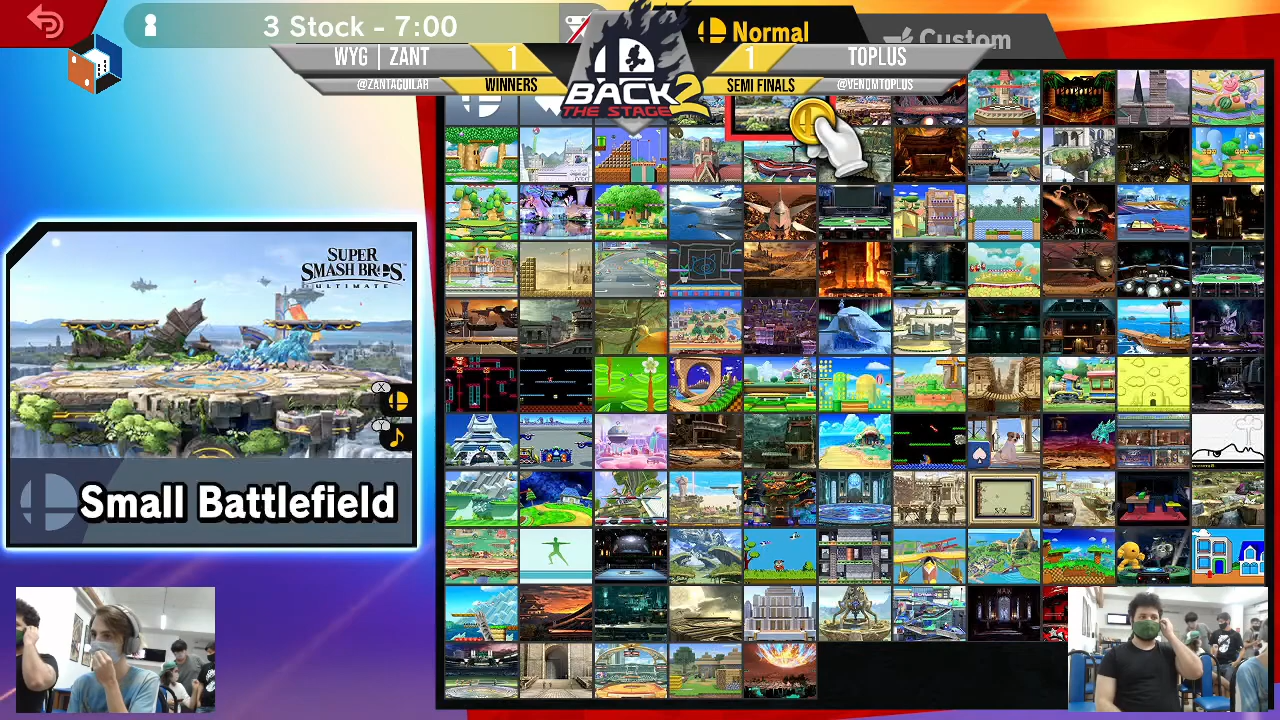 3 Stock - 7:00
Normal
Custom
WYG | ZANT
1
1
TOPLUS
@ZANTAGUILAR
WINNERS
SEMI FINALS
@VENOMTOPLUS
BACK
THE STAGE
2
SUPER
SMASH BROS.
ULTIMATE
X
Y
Small Battlefield